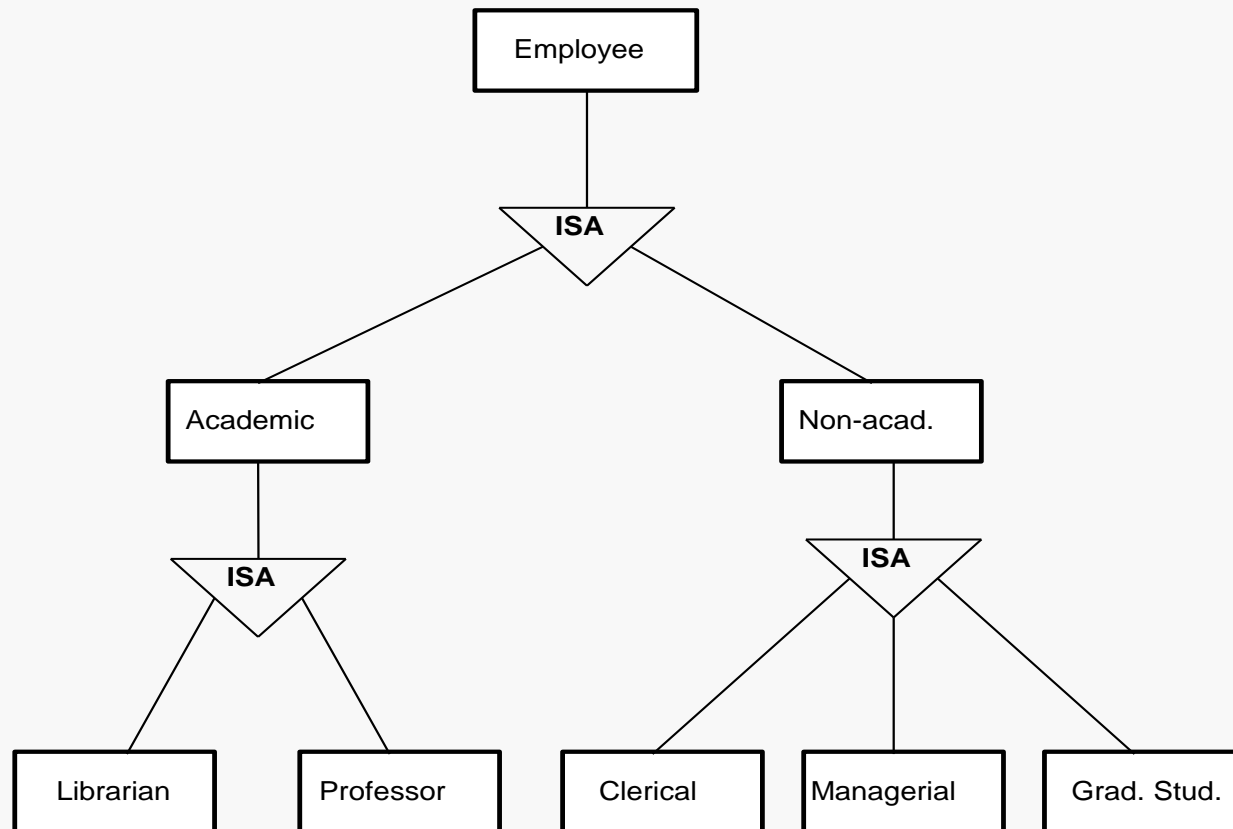 Employee
ISA
Academic
Non-acad.
ISA
ISA
Librarian
Professor
Clerical
Managerial
Grad. Stud.